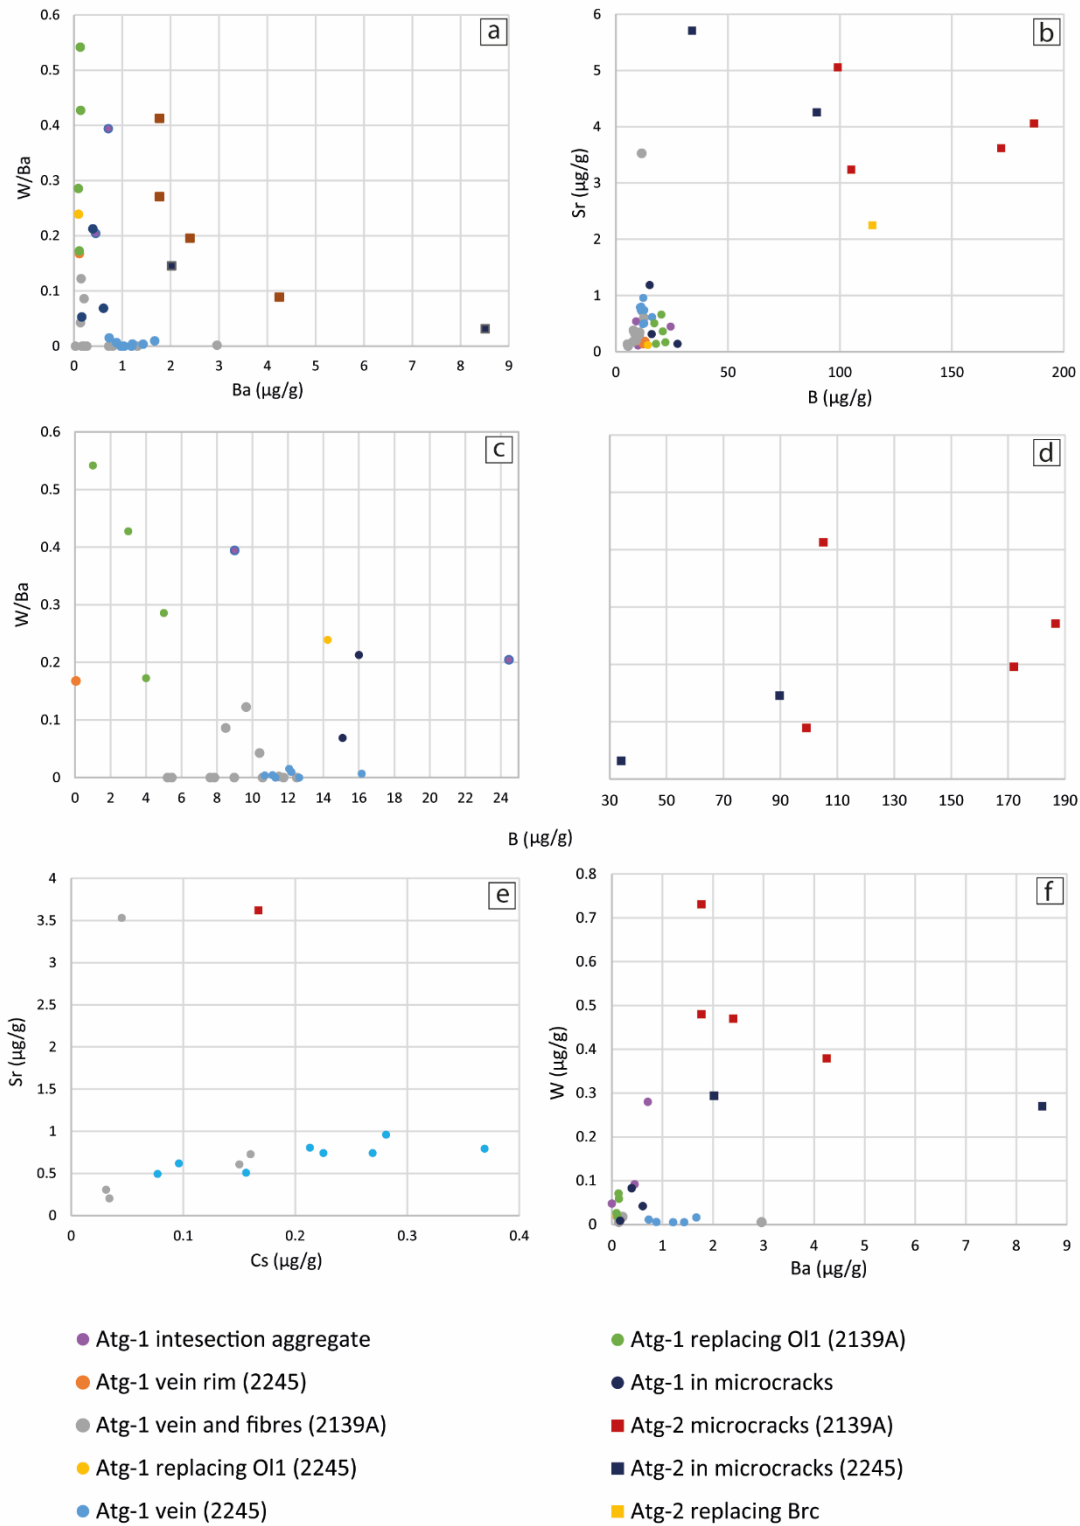 a
0.6
0.5
0.4
0.3
0.2
0.1
0
W/Ba
0 1 2 3 4 5 6 7 8 9
Ba (µg/g)
b
6
5
4
3
2
1
0
Sr (µg/g)
0 50 100 150 200
B (µg/g)
c
0.6
0.5
0.4
0.3
0.2
0.1
0
W/Ba
0 2 4 6 8 10 12 14 16 18 20 22 24
d
30 50 70 90 110 130 150 170 190
B (µg/g)
e
4
3.5
3
2.5
2
1.5
1
0.5
0
Sr (µg/g)
0 0.1 0.2 0.3 0.4
Cs (µg/g)
f
0.8
0.7
0.6
0.5
0.4
0.3
0.2
0.1
0
W (µg/g)
0 1 2 3 4 5 6 7 8 9
Ba (µg/g)
Atg-1 intesection aggregate
Atg-1 vein rim (2245)
Atg-1 vein and fibres (2139A)
Atg-1 replacing Ol1 (2245)
Atg-1 vein (2245)
Atg-1 replacing Ol1 (2139A)
Atg-1 in microcracks
Atg-2 microcracks (2139A)
Atg-2 in microcracks (2245)
Atg-2 replacing Brc